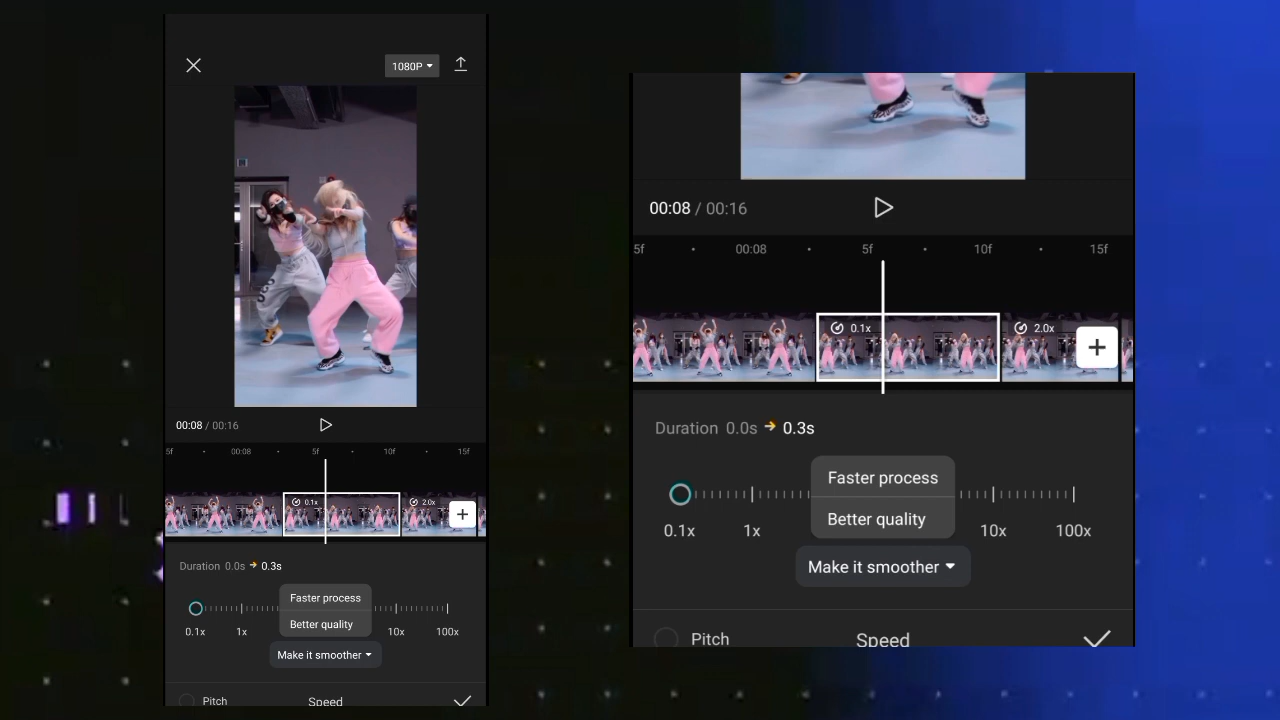 1080P
00:08 / 00:16
5f 00:08 5f 10f 15f
0.1x 2.0x
Duration 0.0s 0.3s
Faster process
Better quality
0.1x 1x 10x 100x
Make it smoother
Pitch Speed
00:08 / 00:16
5f 00:08 5f 10f 15f
0.1x 2.0x
Duration 0.0s 0.3s
Faster process
Better quality
0.1x 1x 10x 100x
Make it smoother
Pitch Speed